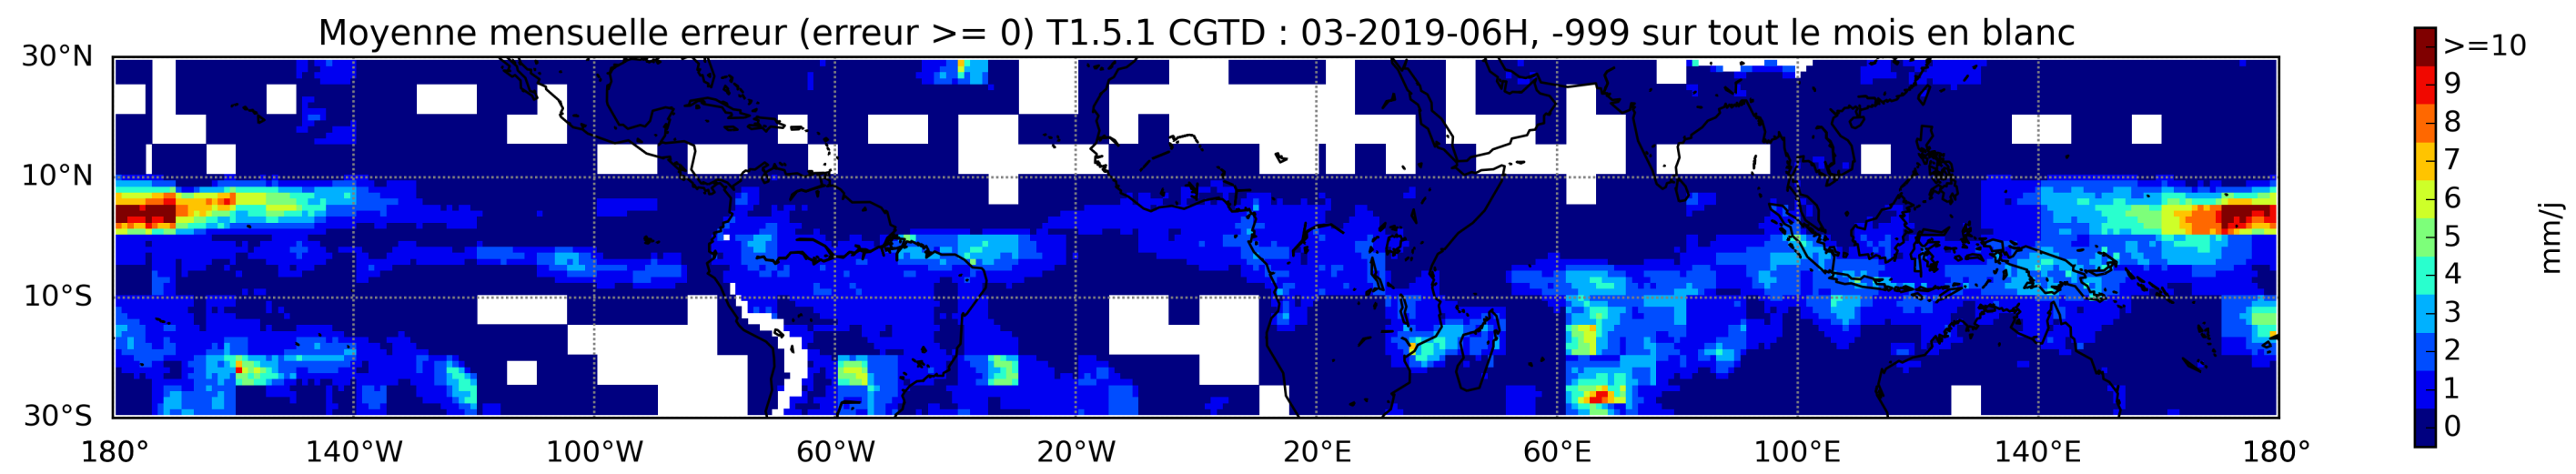 Moyenne mensuelle erreur (erreur >= 0) T1.5.1 CGTD : 03-2019-06H, -999 sur tout le mois en blanc
30°N
10°N
10°S
30°S
180° 140°W 100°W 60°W 20°W 20°E 60°E 100°E 140°E 180°
>=10
9
8
7
6
5
4
3
2
1
0
mm/j